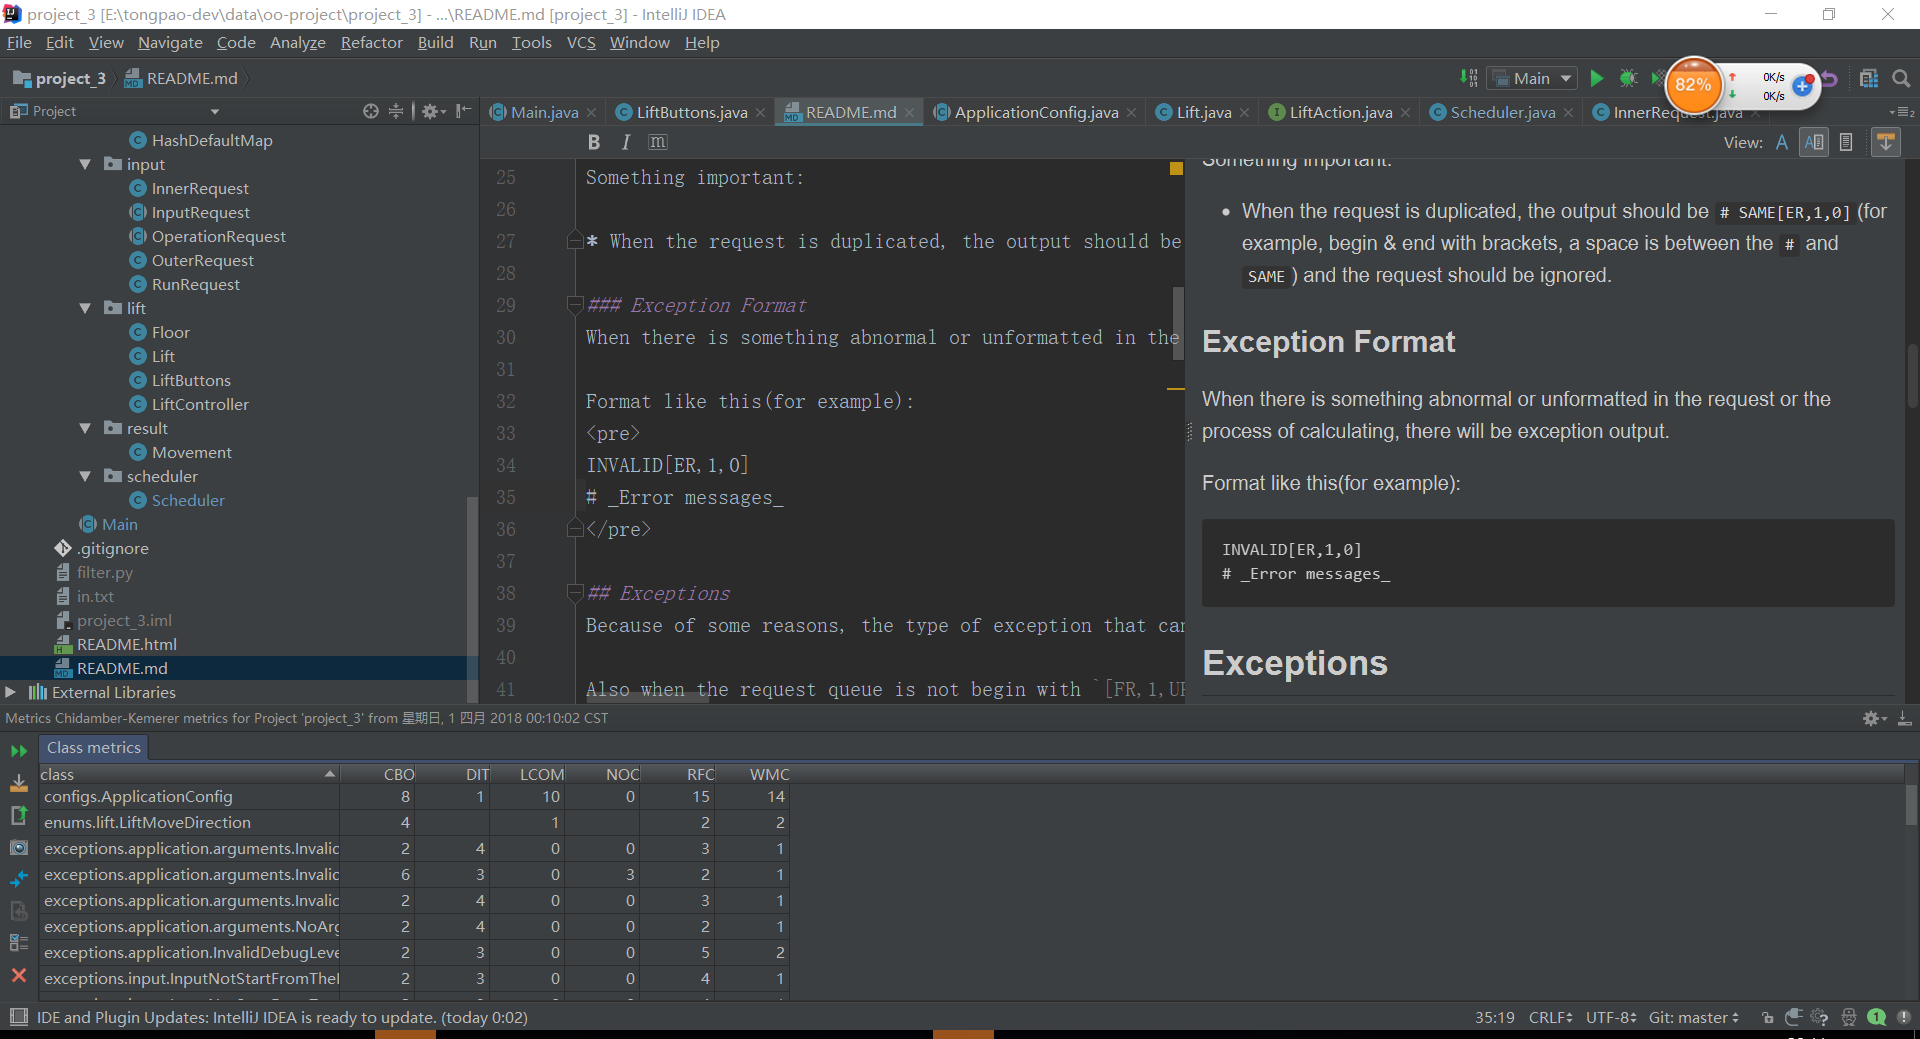 project_3 [E:\tongpao-dev\data\oo-project\project_3] - ...\README.md [project_3] - IntelliJ IDEA
File Edit View Navigate Code Analyze Refactor Build Run Tools VCS Window Help
project_3 README.md
Main
82%
0K/s
0K/s
Project
Main.java LiftButtons.java README.md ApplicationConfig.java Lift.java LiftAction.java Scheduler.java InnerRequest.java
B I m
View:
HashDefaultMap
input
InnerRequest
InputRequest
OperationRequest
OuterRequest
RunRequest
lift
Floor
Lift
LiftButtons
LiftController
result
Movement
scheduler
Scheduler
Main
.gitignore
filter.py
in.txt
project_3.iml
README.html
README.md
External Libraries
25 Something important:
26
27 * When the request is duplicated, the output should be
28
29 ### Exception Format
30 When there is something abnormal or unformatted in the
31
32 Format like this(for example):
33 <pre>
34 INVALID[ER,1,0]
35 # _Error messages_
36 </pre>
37
38 ## Exceptions
39 Because of some reasons, the type of exception that can
40
41 Also when the request queue is not begin with `[FR,1,UP
Something important:
• When the request is duplicated, the output should be # SAME[ER,1,0] (for
example, begin & end with brackets, a space is between the # and
SAME ) and the request should be ignored.
Exception Format
When there is something abnormal or unformatted in the request or the
process of calculating, there will be exception output.
Format like this(for example):
INVALID[ER,1,0]
# _Error messages_
Exceptions
Metrics Chidamber-Kemerer metrics for Project 'project_3' from 星期日, 1 四月 2018 00:10:02 CST
Class metrics
class CBO DIT LCOM NOC RFC WMC
configs.ApplicationConfig 8 1 10 0 15 14
enums.lift.LiftMoveDirection 4 1 2 2
exceptions.application.arguments.Invalid 2 4 0 0 3 1
exceptions.application.arguments.Invalid 6 3 0 3 2 1
exceptions.application.arguments.Invalid 2 4 0 0 3 1
exceptions.application.arguments.NoArg 2 4 0 0 2 1
exceptions.application.InvalidDebugLeve 2 3 0 0 5 2
exceptions.input.InputNotStartFromThe 2 3 0 0 4 1
IDE and Plugin Updates: IntelliJ IDEA is ready to update. (today 0:02)
35:19 CRLF UTF-8 Git: master 1